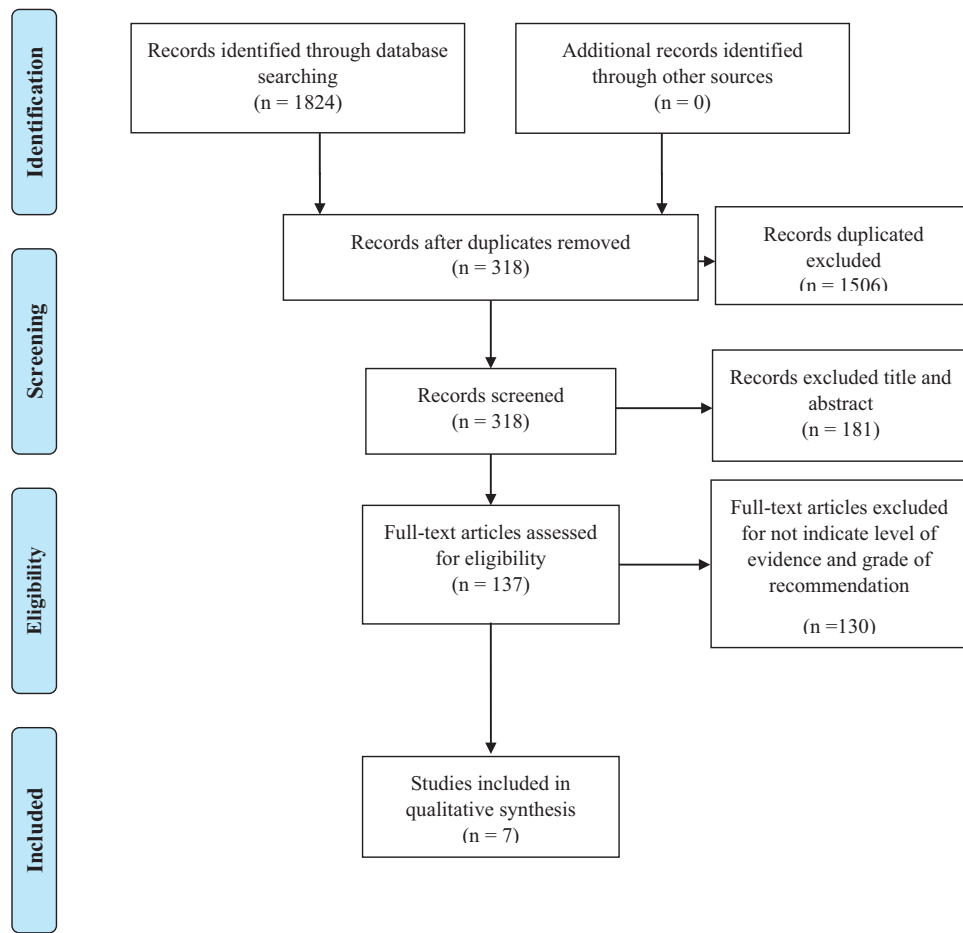 Identification
Records identified through database
searching
(n = 1824)
Additional records identified
through other sources
(n = 0)
Records after duplicates removed
(n = 318)
Records duplicated
excluded
(n = 1506)
Screening
Records screened
(n = 318)
Records excluded title and
abstract
(n = 181)
Eligibility
Full-text articles assessed
for eligibility
(n = 137)
Full-text articles excluded
for not indicate level of
evidence and grade of
recommendation
(n =130)
Included
Studies included in
qualitative synthesis
(n = 7)